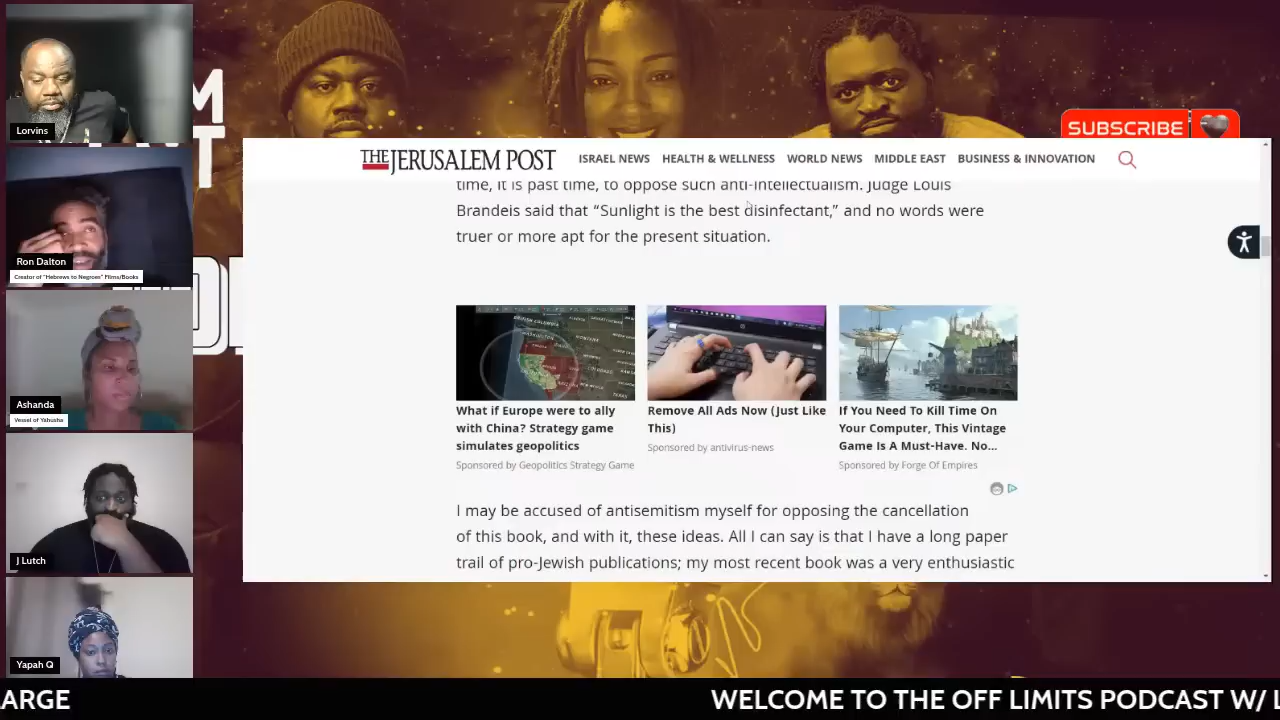 Lorvins
Ron Dalton
Creator of "Hebrews to Negroes" Films/Books
Ashanda
Vessel of Yahusha
J Lutch
Yapah Q
SUBSCRIBE
THE JERUSALEM POST
ISRAEL NEWS HEALTH & WELLNESS WORLD NEWS MIDDLE EAST BUSINESS & INNOVATION
time, it is past time, to oppose such anti-intellectualism. Judge Louis
Brandeis said that “Sunlight is the best disinfectant,” and no words were
truer or more apt for the present situation.
What if Europe were to ally
with China? Strategy game
simulates geopolitics
Sponsored by Geopolitics Strategy Game
Remove All Ads Now (Just Like
This)
Sponsored by antivirus-news
If You Need To Kill Time On
Your Computer, This Vintage
Game Is A Must-Have. No...
Sponsored by Forge Of Empires
I may be accused of antisemitism myself for opposing the cancellation
of this book, and with it, these ideas. All I can say is that I have a long paper
trail of pro-Jewish publications; my most recent book was a very enthusiastic
ARGE WELCOME TO THE OFF LIMITS PODCAST W/ L